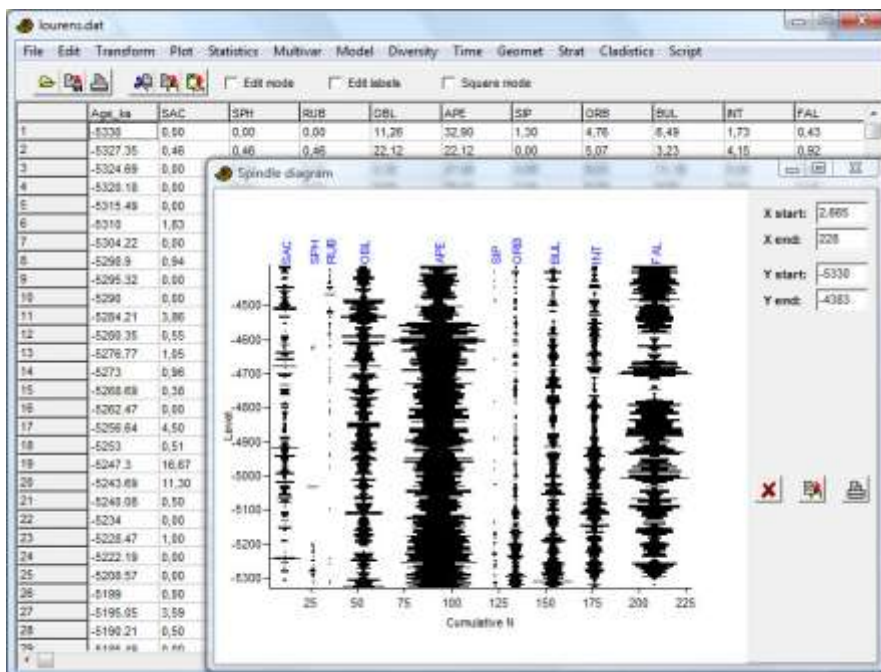 lourens.dat
File Edit Transform Plot Statistics Multivar Model Diversity Time Geomet Strat Cladistics Script
Edit mode Edit labels Square mode
Age_ka SAC SPH RUB OBL APE SIP ORB BUL INT FAL
1 -5330 0,50 0,00 0,00 11,26 32,90 1,30 4,76 6,49 1,73 0,43
2 -5327.35 0,46 0,46 0,46 22,12 22,12 0,00 5,07 3,23 4,15 0,92
3 -5324.69 0,00
4 -5320.18 0,00
5 -5315.49 0,00
6 -5310 1,83
7 -5304.22 0,00
8 -5298.9 0,94
9 -5295.32 0,00
10 -5290 0,00
11 -5284.21 3,86
12 -5280.35 0,55
13 -5276.77 1,05
14 -5273 0,96
15 -5268.69 0,38
16 -5262.47 0,00
17 -5256.64 4,50
18 -5253 0,51
19 -5247.3 16,67
20 -5243.69 11,30
21 -5240.08 0,50
22 -5234 0,00
23 -5228.47 1,00
24 -5222.19 0,00
25 -5208.57 0,00
26 -5199 0,50
27 -5195.05 3,59
28 -5190.21 0,50
29
Spindle diagram
SAC SPH RUB OBL APE SIP ORB BUL INT FAL
Level
-4500
-4600
-4700
-4800
-4900
-5000
-5100
-5200
-5300
25 50 75 100 125 150 175 200 225
Cumulative N
X start: 2,665
X end: 228
Y start: -5330
Y end: -4383